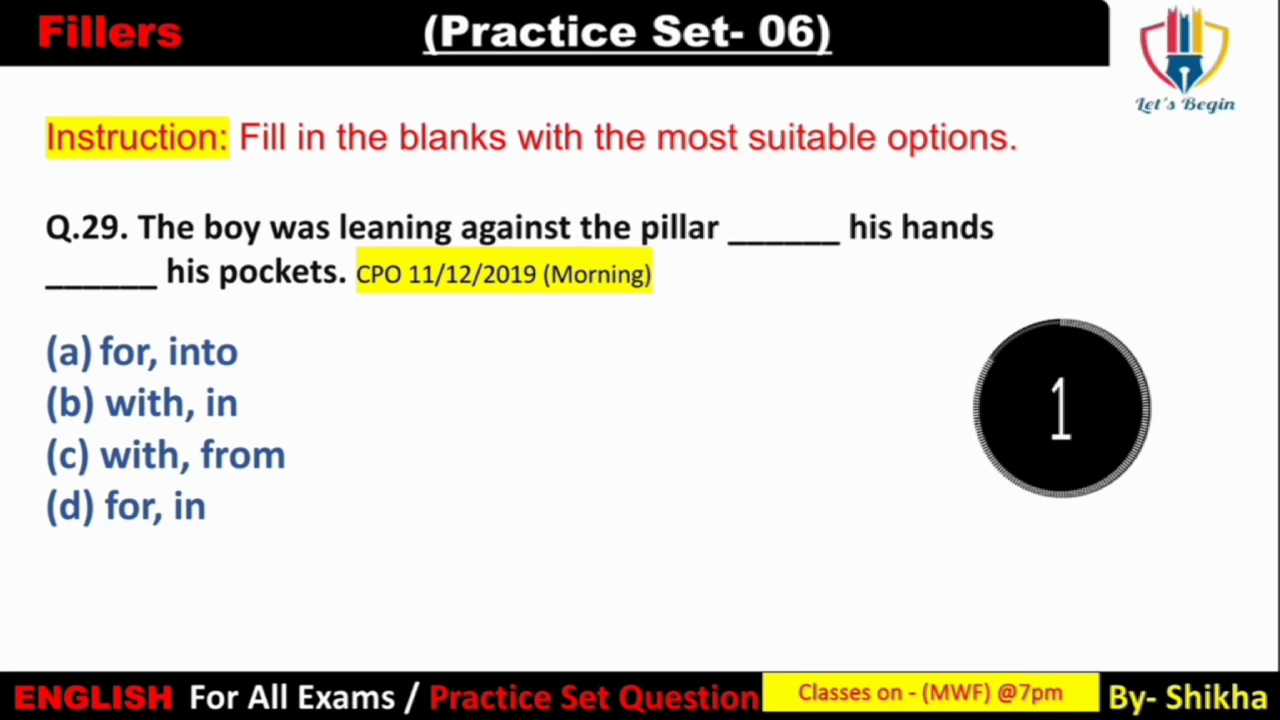 Fillers (Practice Set- 06)
Let's Begin
Instruction: Fill in the blanks with the most suitable options.
Q.29. The boy was leaning against the pillar ______ his hands
______ his pockets. CPO 11/12/2019 (Morning)
(a) for, into
(b) with, in
(c) with, from
(d) for, in
1
ENGLISH For All Exams / Practice Set Question Classes on - (MWF) @7pm By- Shikha